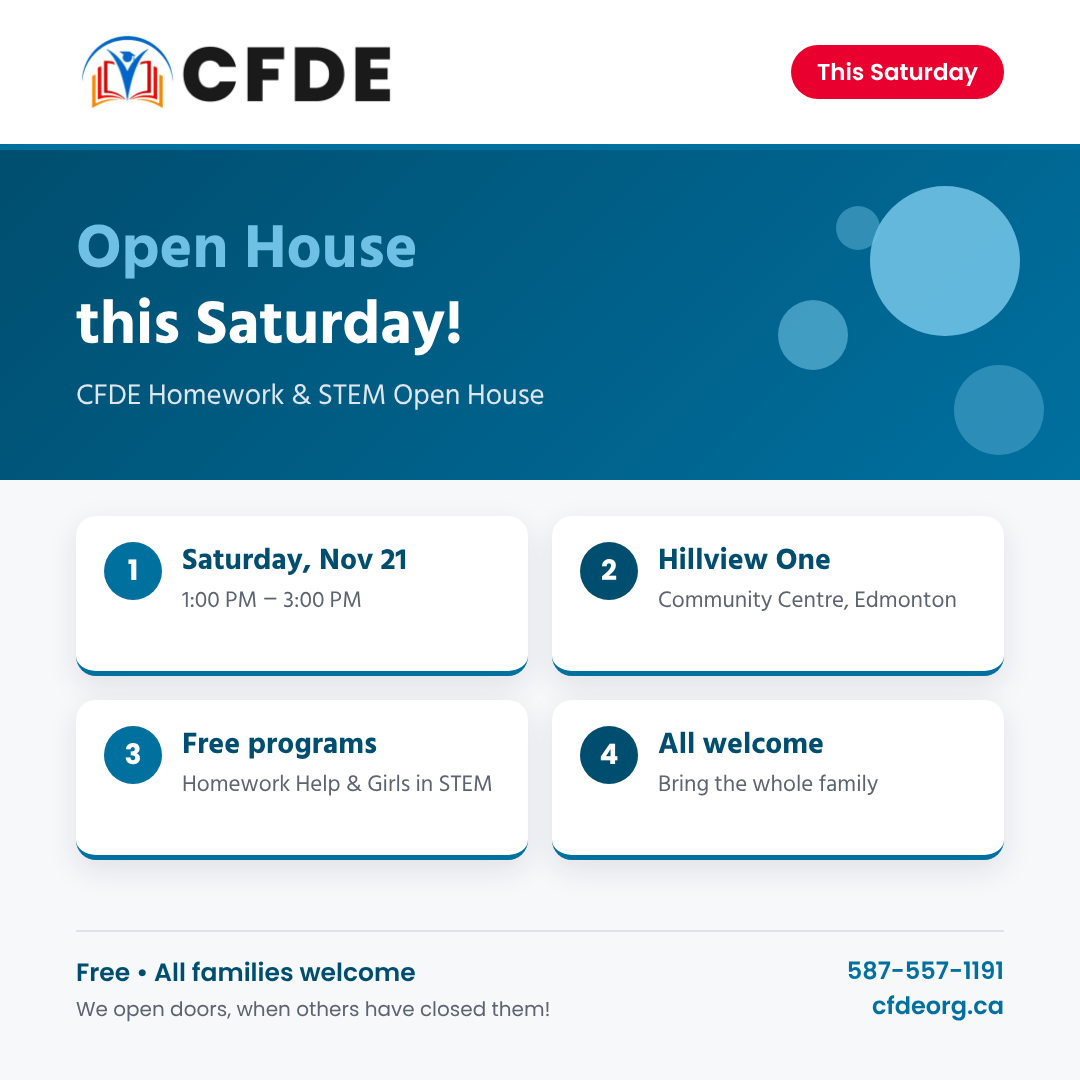 CFDE
This Saturday
Open House
this Saturday!
CFDE Homework & STEM Open House
1
Saturday, Nov 21
1:00 PM – 3:00 PM
2
Hillview One
Community Centre, Edmonton
3
Free programs
Homework Help & Girls in STEM
4
All welcome
Bring the whole family
Free • All families welcome
We open doors, when others have closed them!
587-557-1191
cfdeorg.ca